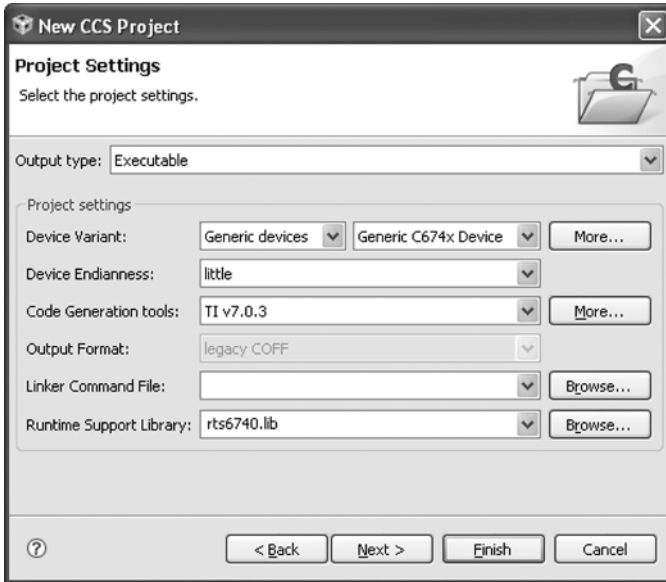 New CCS Project
Project Settings
Select the project settings.
Output type: Executable
Project settings
Device Variant: Generic devices Generic C674x Device More...
Device Endianness: little
Code Generation tools: TI v7.0.3 More...
Output Format: legacy COFF
Linker Command File: Browse...
Runtime Support Library: rts6740.lib Browse...
? < Back Next > Finish Cancel